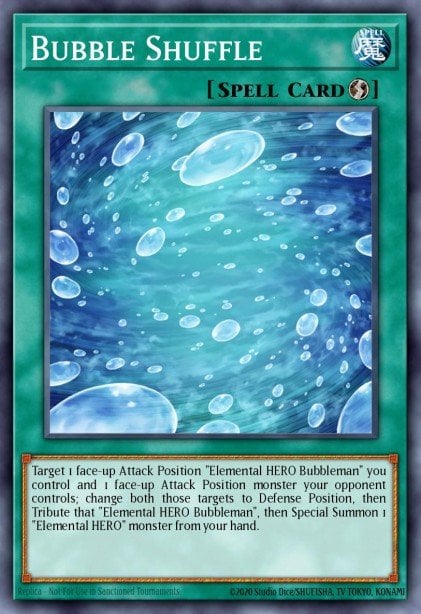 Bubble Shuffle
SPELL
魔
[Spell Card]
Target 1 face-up Attack Position "Elemental HERO Bubbleman" you
control and 1 face-up Attack Position monster your opponent
controls; change both those targets to Defense Position, then
Tribute that "Elemental HERO Bubbleman", then Special Summon 1
"Elemental HERO" monster from your hand.
Replica - Not For Use in Sanctioned Tournaments
©2020 Studio Dice/SHUEISHA, TV TOKYO, KONAMI